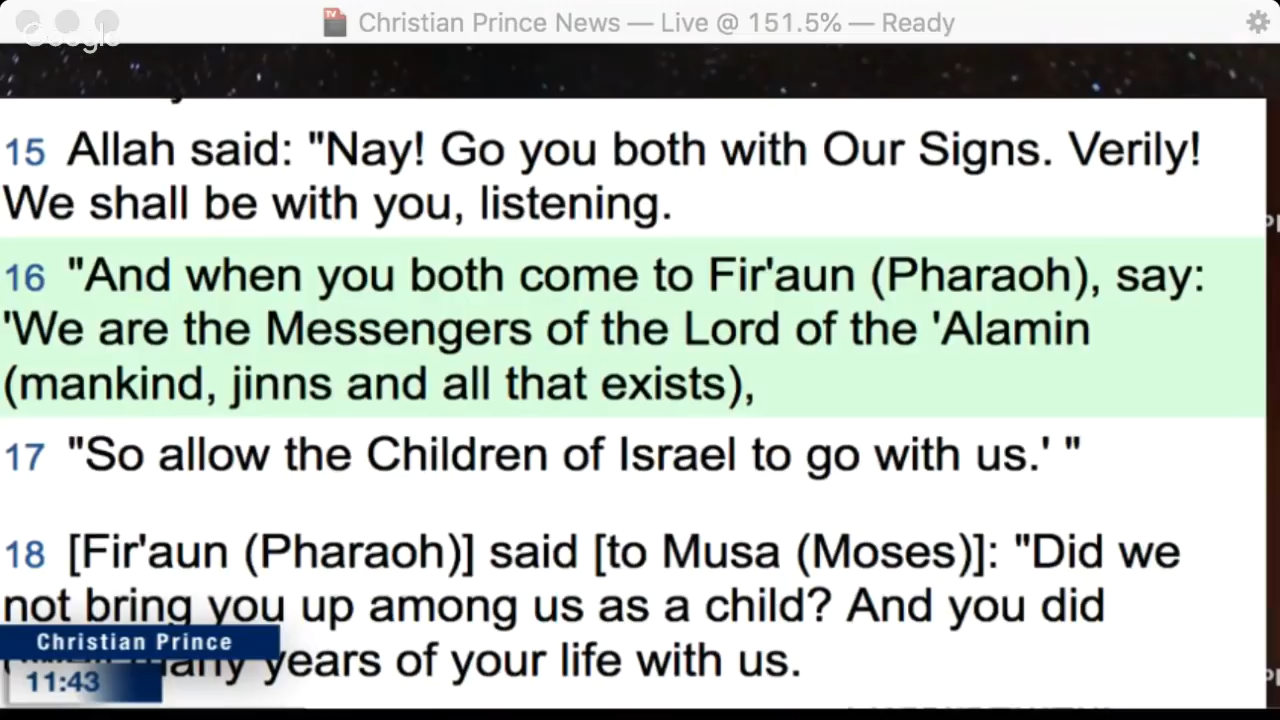 Christian Prince News — Live @ 151.5% — Ready
Google
15 Allah said: "Nay! Go you both with Our Signs. Verily!
We shall be with you, listening.
16 "And when you both come to Fir'aun (Pharaoh), say:
'We are the Messengers of the Lord of the 'Alamin
(mankind, jinns and all that exists),
17 "So allow the Children of Israel to go with us.' "
18 [Fir'aun (Pharaoh)] said [to Musa (Moses)]: "Did we
not bring you up among us as a child? And you did
many years of your life with us.
Christian Prince
11:43